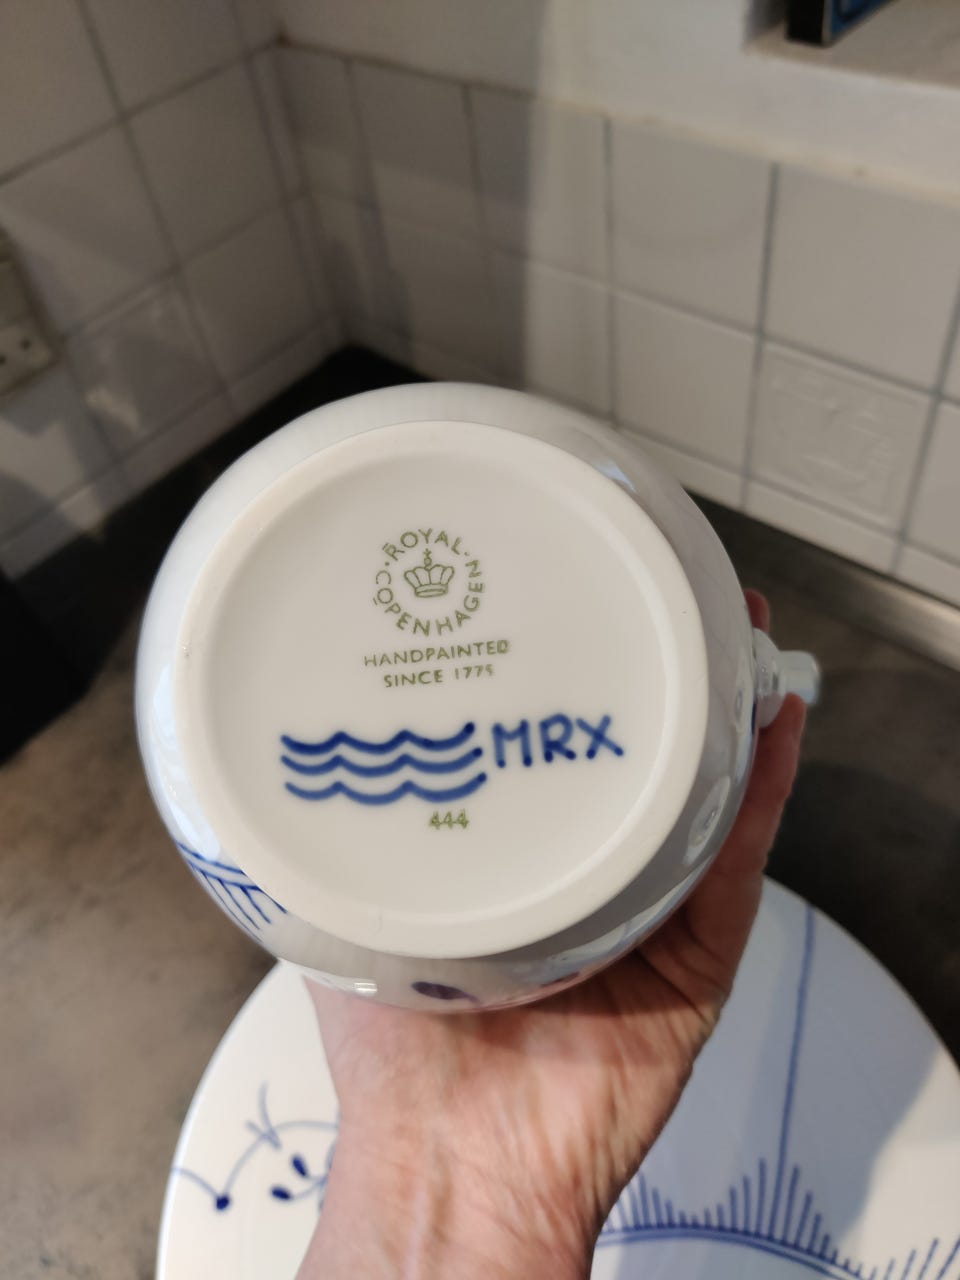 ROYAL · COPENHAGEN ·
HANDPAINTED
SINCE 1775
MRX
444